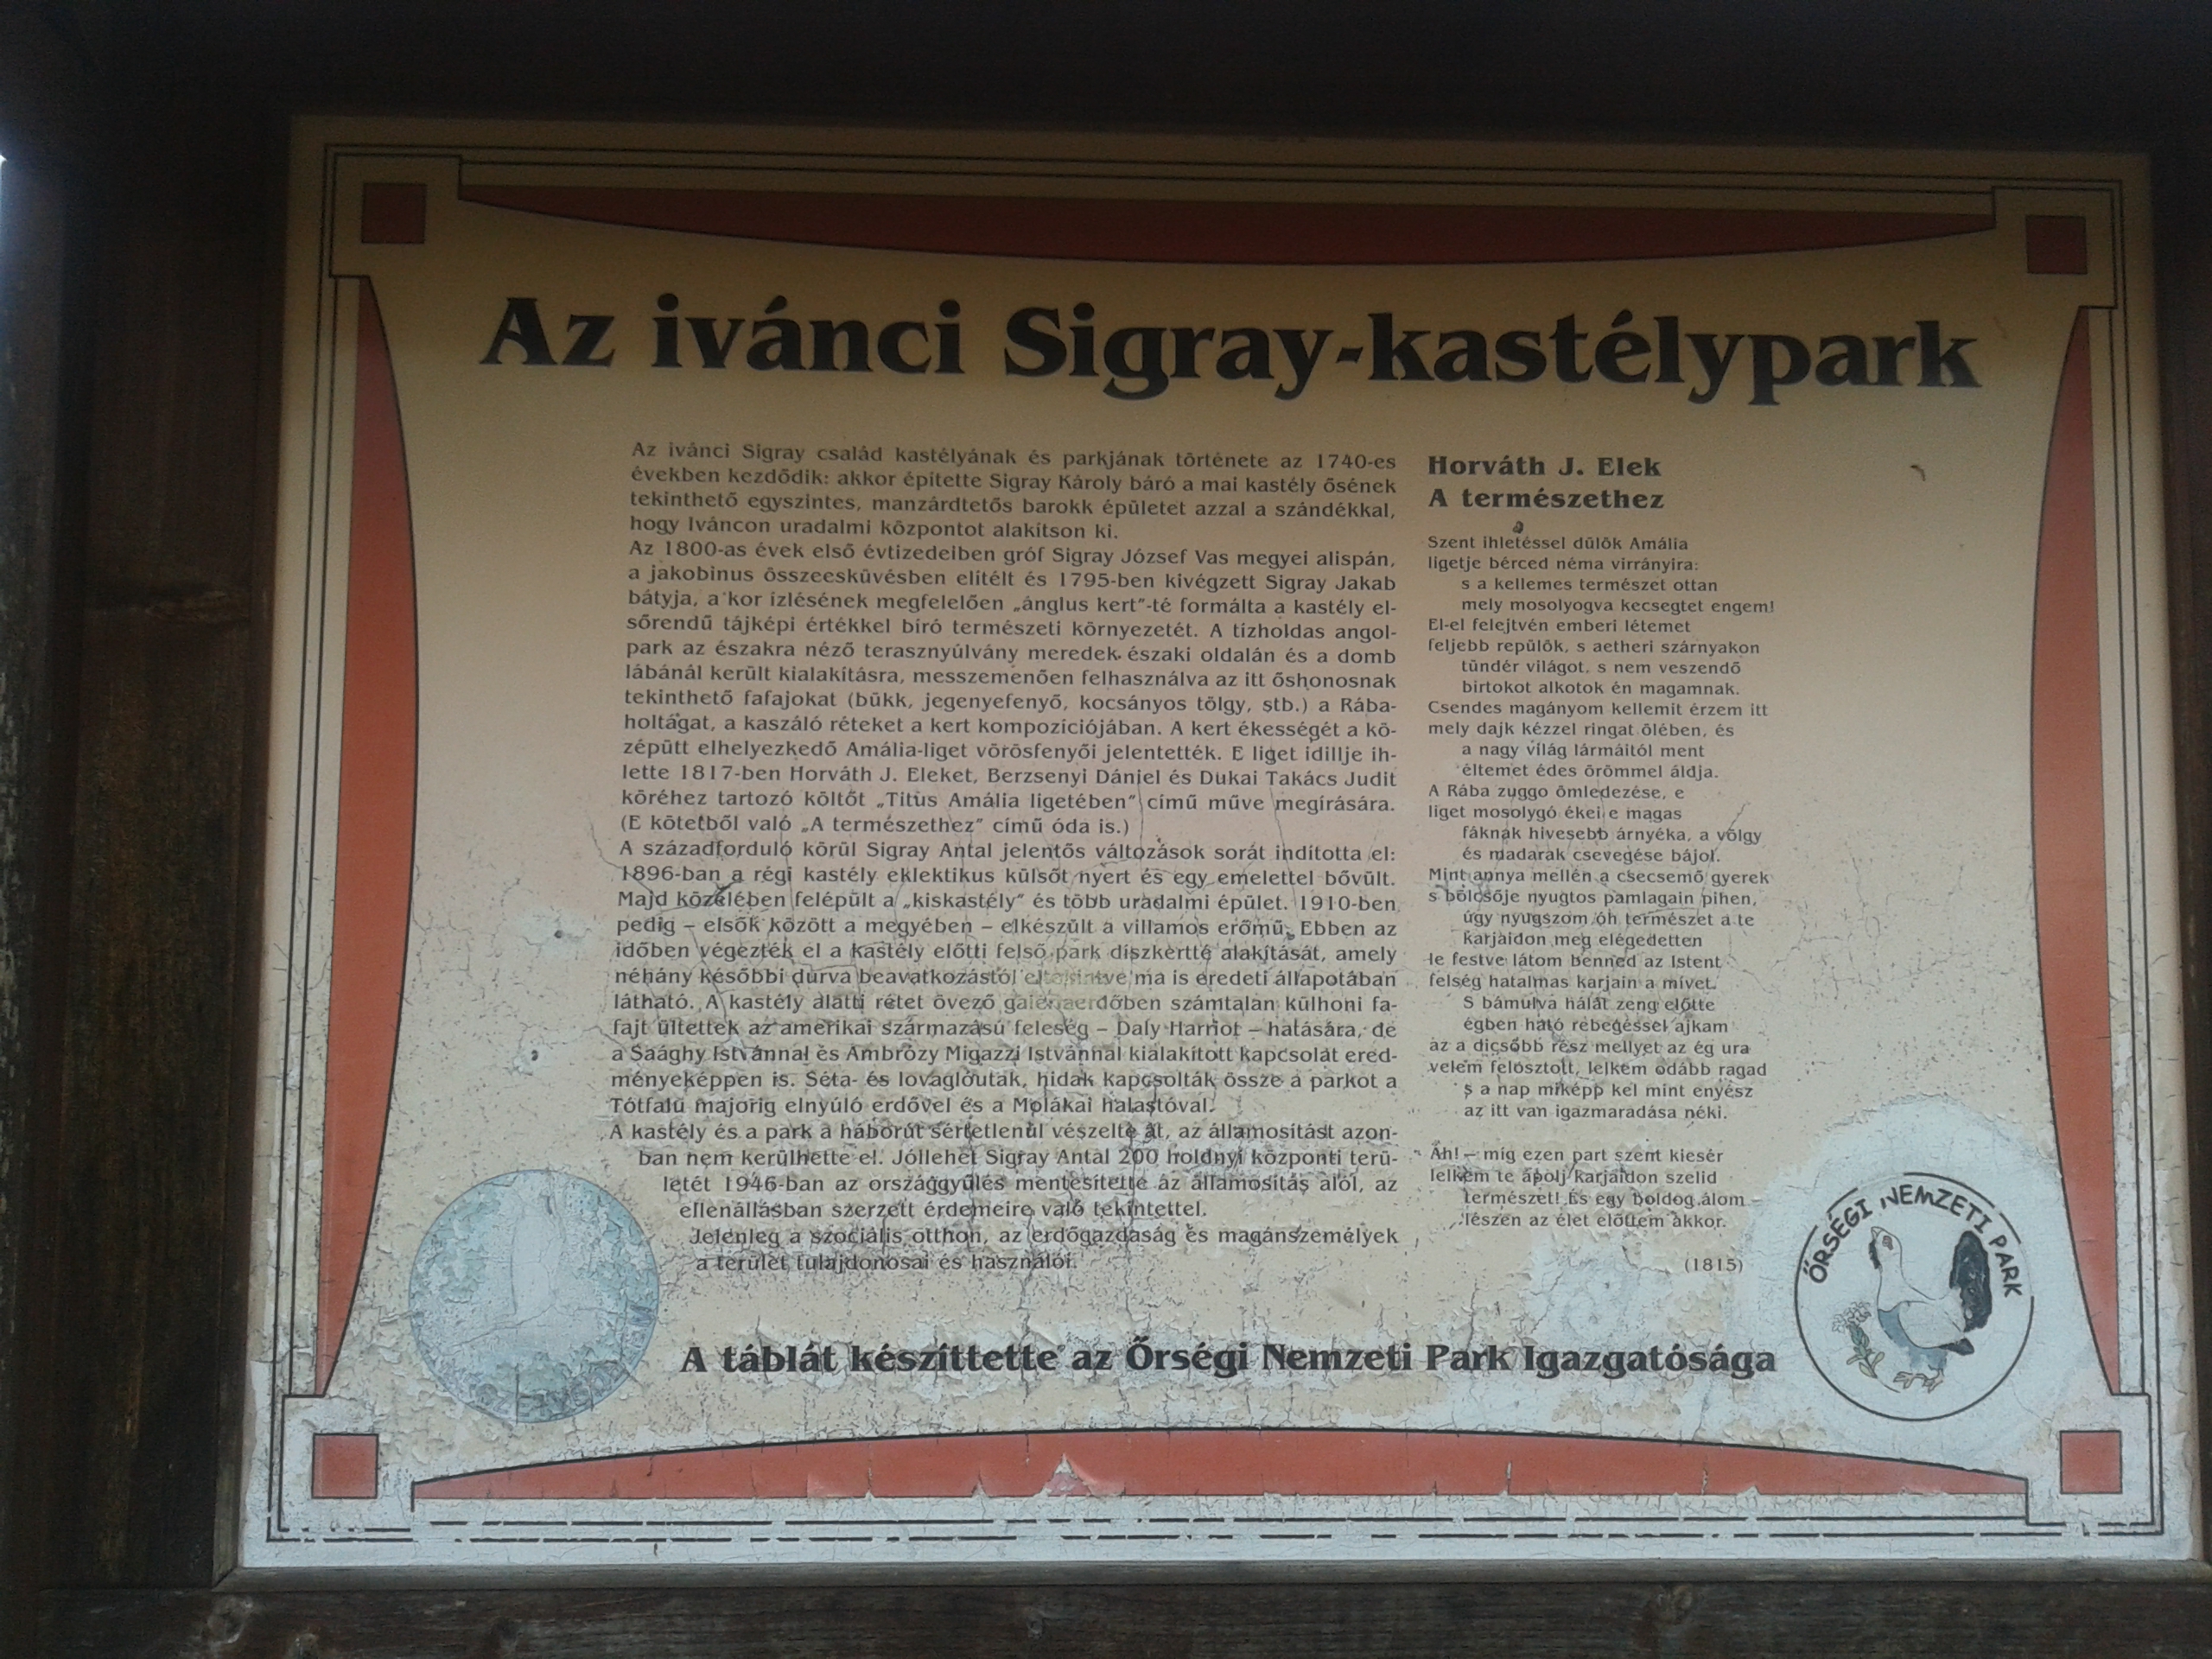 Az ivánci Sigray-kastélypark
Az ivánci Sigray család kastélyának és parkjának története az 1740-es
években kezdődik: akkor építette Sigray Károly báró a mai kastély ősének
tekinthető egyszintes, manzárdtetős barokk épületet azzal a szándékkal,
hogy Iváncon uradalmi központot alakítson ki.
Az 1800-as évek első évtizedeiben gróf Sigray József Vas megyei alispán,
a jakobinus összeesküvésben elítélt és 1795-ben kivégzett Sigray Jakab
bátyja, a kor ízlésének megfelelően „ánglus kert"-té formálta a kastély el-
sőrendű tájképi értékkel bíró természeti környezetét. A tízholdas angol-
park az északra néző terasznyúlvány meredek északi oldalán és a domb
lábánál került kialakításra, messzemenően felhasználva az itt őshonosnak
tekinthető fafajokat (bükk, jegenyefenyő, kocsányos tölgy, stb.) a Rába-
holtágat, a kaszáló réteket a kert kompozíciójában. A kert ékességét a kö-
zépütt elhelyezkedő Amália-liget vörösfenyői jelentették. E liget idillje ih-
lette 1817-ben Horváth J. Eleket, Berzsenyi Dániel és Dukai Takács Judit
köréhez tartozó költőt „Titus Amália ligetében" című műve megírására.
(E kötetből való „A természethez" című óda is.)
A századforduló körül Sigray Antal jelentős változások sorát indította el:
1896-ban a régi kastély eklektikus külsőt nyert és egy emelettel bővült.
Majd közelében felépült a „kiskastély" és több uradalmi épület. 1910-ben
pedig – elsők között a megyében – elkészült a villamos erőmű. Ebben az
időben végezték el a kastély előtti felső park díszkertté alakítását, amely
néhány későbbi durva beavatkozástól eltekintve ma is eredeti állapotában
látható. A kastély alatti rétet övező galériaerdőben számtalan külhoni fa-
fajt ültettek az amerikai származású feleség – Daly Harriot – hatására, de
a Saághy Istvánnal és Ambrózy Migazzi Istvánnal kialakított kapcsolat ered-
ményeképpen is. Séta- és lovaglóutak, hidak kapcsolták össze a parkot a
Tótfalu majorig elnyúló erdővel és a Molákai halastóval.
A kastély és a park a háborút sértetlenül vészelte át, az államosítást azon-
ban nem kerülhette el. Jóllehet Sigray Antal 200 holdnyi központi terü-
letét 1946-ban az országgyűlés mentesítette az államosítás alól, az
ellenállásban szerzett érdemeire való tekintettel.
Jelenleg a szociális otthon, az erdőgazdaság és magánszemélyek
a terület tulajdonosai és használói.
Horváth J. Elek
A természethez
Szent ihletéssel dűlök Amália
ligetje bérced néma virrányira:
s a kellemes természet ottan
mely mosolyogva kecsegtet engem!
El-el felejtvén emberi létemet
feljebb repülök, s aetheri szárnyakon
tündér világot, s nem veszendő
birtokot alkotok én magamnak.
Csendes magányom kellemit érzem itt
mely dajk kézzel ringat ölében, és
a nagy világ lármáitól ment
éltemet édes örömmel áldja.
A Rába zuggo ömledezése, e
liget mosolygó ékei e magas
fáknak hivesebb árnyéka, a völgy
és madarak csevegése bájol.
Mint annya mellén a csecsemő gyerek
s bölcsője nyugtos pamlagain pihen,
úgy nyugszom óh természet a te
karjaidon meg elégedetten
le festve látom benned az Istent
felség hatalmas karjain a mívet.
S bámulva hálát zeng előtte
égben ható rebegéssel ajkam
az a dicsőbb rész mellyet az ég ura
velem felosztott, lelkem odább ragad
s a nap miképp kel mint enyész
az itt van igazmaradása néki.
Áh! – míg ezen part szent kiesér
lelkem te ápolj karjaidon szelid
természet! És egy boldog álom
lészen az élet előttem akkor.
(1815)
ŐRSÉGI NEMZETI PARK
A táblát készíttette az Őrségi Nemzeti Park Igazgatósága